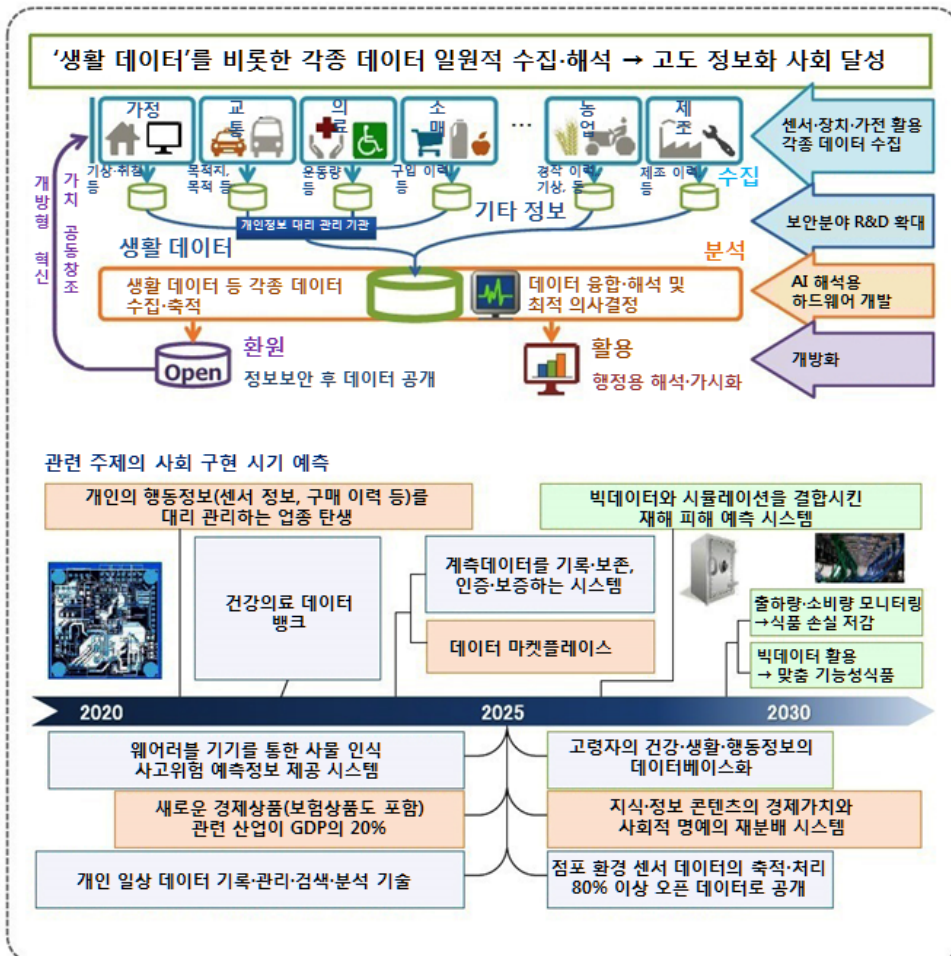 '생활 데이터'를 비롯한 각종 데이터 일원적 수집·해석 → 고도 정보화 사회 달성
가정
교통
의료
소매
...
농업
제조
센서·장치·가전 활용
각종 데이터 수집
기상·취침
등
목적지,
목적 등
운동량
등
구입 이력
등
경작 이력
기상, 등
제조 이력
등
수집
개인정보 대리 관리 기관
기타 정보
보안분야 R&D 확대
개방형 혁신
가치 공동창조
생활 데이터
분석
생활 데이터 등 각종 데이터
수집·축적
데이터 융합·해석 및
최적 의사결정
AI 해석용
하드웨어 개발
Open
환원
정보보안 후 데이터 공개
활용
행정용 해석·가시화
개방화
관련 주제의 사회 구현 시기 예측
개인의 행동정보(센서 정보, 구매 이력 등)를
대리 관리하는 업종 탄생
빅데이터와 시뮬레이션을 결합시킨
재해 피해 예측 시스템
건강의료 데이터
뱅크
계측데이터를 기록·보존,
인증·보증하는 시스템
데이터 마켓플레이스
출하량·소비량 모니터링
→식품 손실 저감
빅데이터 활용
→ 맞춤 기능성식품
2020
2025
2030
웨어러블 기기를 통한 사물 인식
사고위험 예측정보 제공 시스템
고령자의 건강·생활·행동정보의
데이터베이스화
새로운 경제상품(보험상품도 포함)
관련 산업이 GDP의 20%
지식·정보 콘텐츠의 경제가치와
사회적 명예의 재분배 시스템
개인 일상 데이터 기록·관리·검색·분석 기술
점포 환경 센서 데이터의 축적·처리
80% 이상 오픈 데이터로 공개